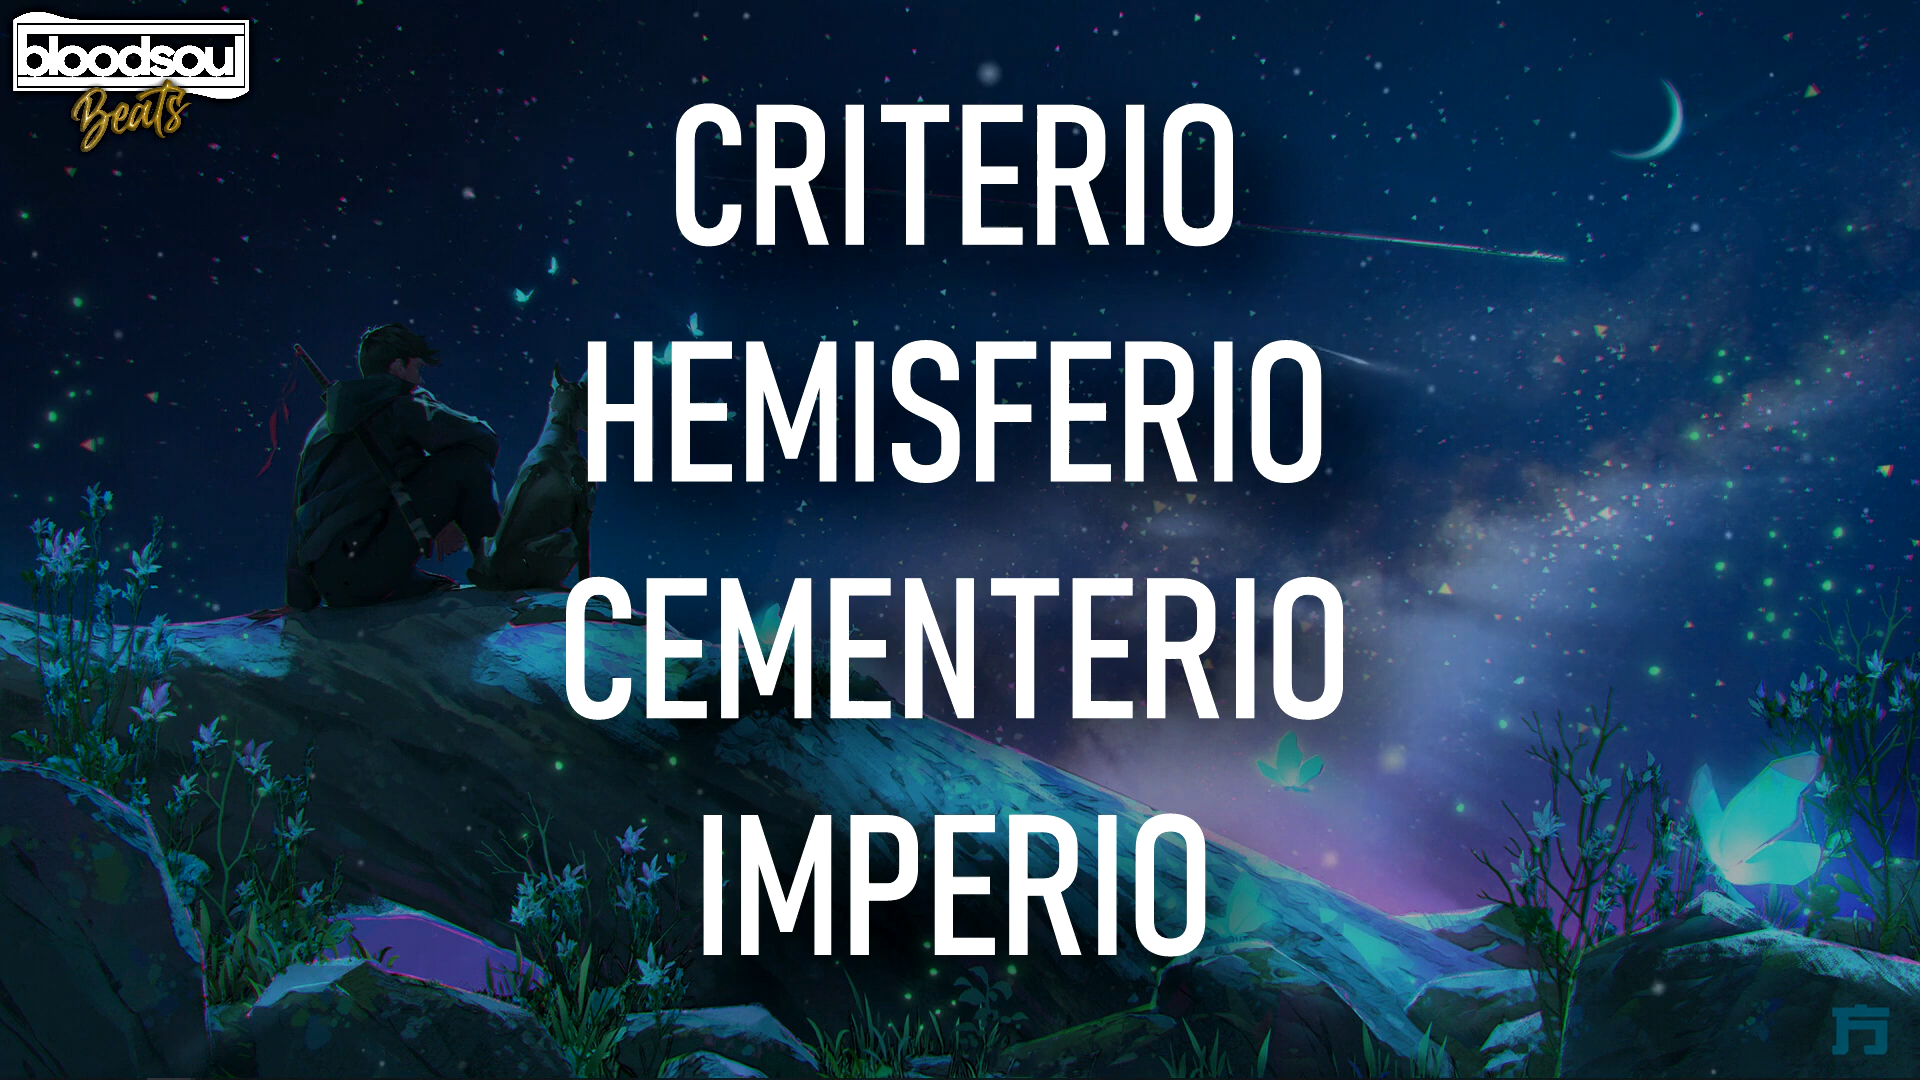 bloodsoul
Beats
CRITERIO
HEMISFERIO
CEMENTERIO
IMPERIO